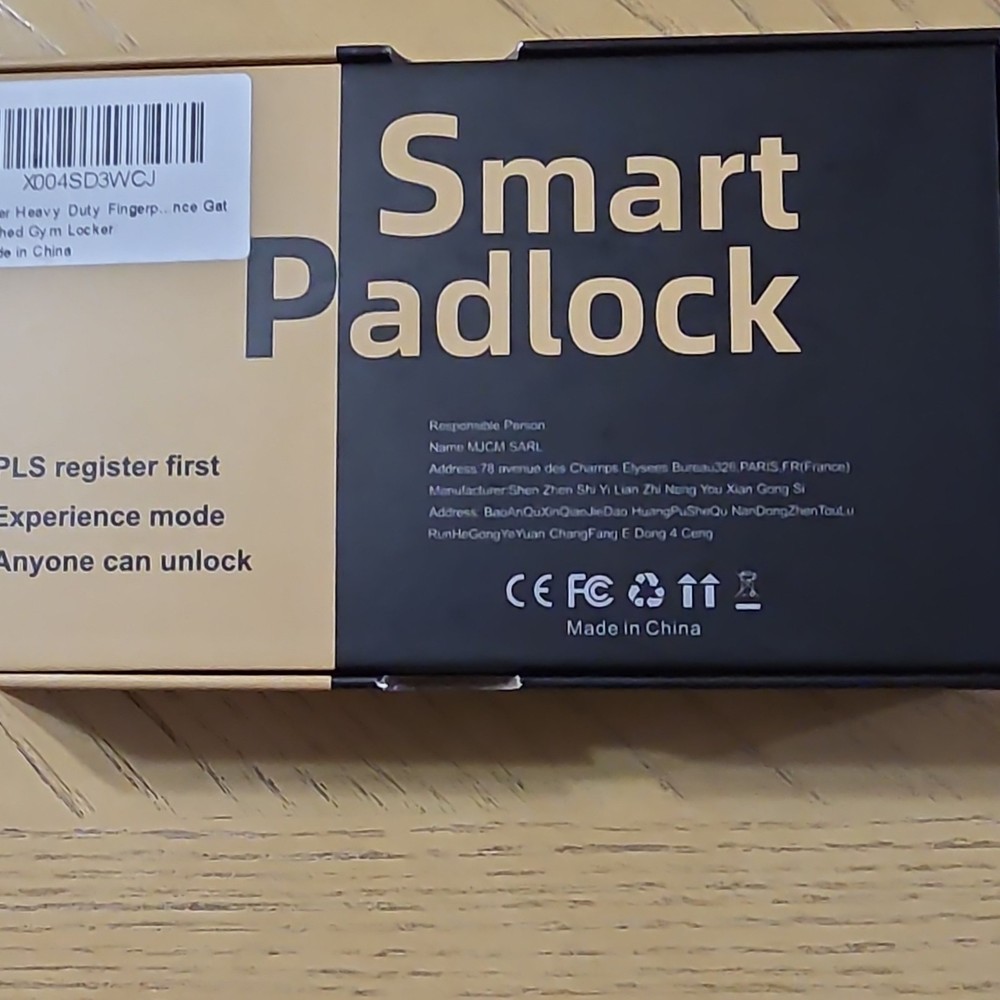 X004SD3WCJ
er Heavy Duty Fingerp...nce Gat
hed Gym Locker
de in China
Smart
Padlock
PLS register first
Experience mode
Anyone can unlock
Responsible Person
Name MJCM SARL
Address 78 avenue des Champs Elysees Bureau326,PARIS,FR(France)
Manufacturer:Shen Zhen Shi Yi Lian Zhi Neng You Xian Gong Si
Address: BaoAnQuXinQiaoJieDao HuangPuSheQu NanDongZhenTouLu
RunHeGongYeYuan ChangFang E Dong 4 Ceng
CE FC
Made in China